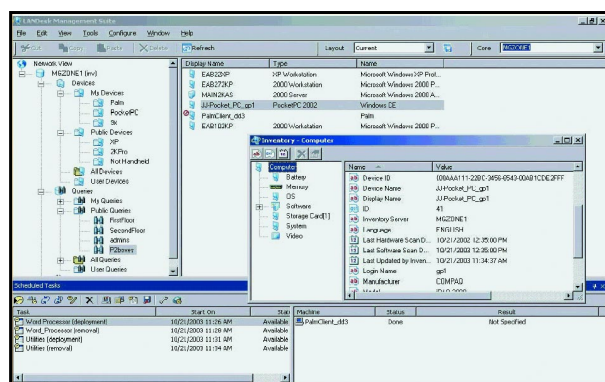 LANDesk Management Suite
File Edit View Tools Configure Window Help
Cut Copy Paste Delete Refresh Layout Current Core MGZONE1
Network View
MGZONE1 (inv)
Devices
My Devices
Palm
PocketPC
9x
Public Devices
XP
2KPro
Not Handheld
All Devices
User Devices
Queries
My Queries
Public Queries
FirstFloor
SecondFloor
admins
P2boxes
All Queries
User Queries
Display Name Type Name
EAB22XP XP Workstation Microsoft Windows XP Prof...
EAB272KP 2000 Workstation Microsoft Windows 2000 P...
MAIN2KAS 2000 Server Microsoft Windows 2000 A...
JJ-Pocket_PC_gp1 PocketPC 2002 Windows CE
PalmClient_dd3 Palm
EAB102KP 2000 Workstation Microsoft Windows 2000 P...
Inventory - Computer
Computer
Battery
Memory
OS
Software
Storage Card[1]
System
Video
Name Value
Device ID
Device Name JJ-Pocket_PC_gp1
Display Name JJ-Pocket_PC_gp1
ID 41
Inventory Server MGZONE1
Language ENGLISH
Last Hardware Scan D... 10/21/2002 12:35:00 PM
Last Software Scan D... 10/21/2002 12:35:00 PM
Last Updated by Inven... 10/21/2003 11:34:37 AM
Login Name gp1
Manufacturer COMPAQ
Model
Scheduled Tasks
Task Start On
Word Processor (deployment) 10/21/2003 11:26 AM Available
Word_Processor (removal) 10/21/2003 11:28 AM Available
Utilities (deployment) 10/21/2003 11:31 AM Available
Utilities (removal) 10/21/2003 11:34 AM Available
Machine Status Result
PalmClient_dd3 Done Not Specified